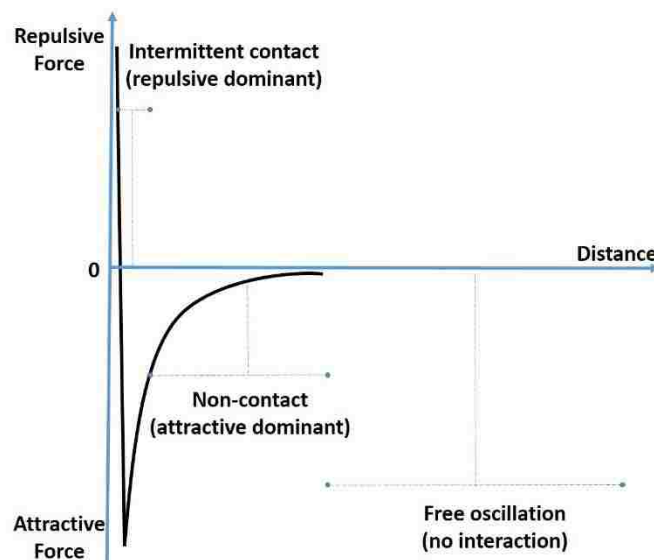 Repulsive
Force
Intermittent contact
(repulsive dominant)
0
Distance
Non-contact
(attractive dominant)
Attractive
Force
Free oscillation
(no interaction)